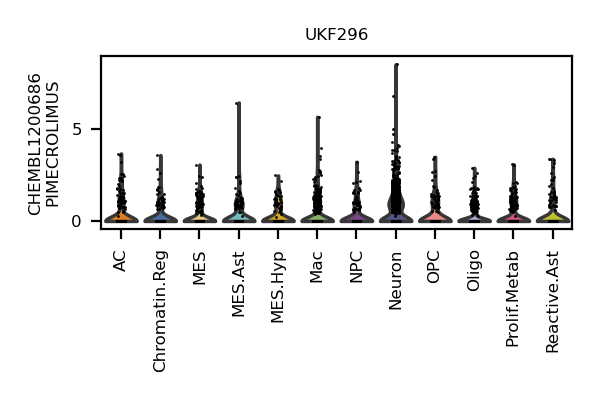 UKF296
CHEMBL1200686
PIMECROLIMUS
5
0
AC
Chromatin.Reg
MES
MES.Ast
MES.Hyp
Mac
NPC
Neuron
OPC
Oligo
Prolif.Metab
Reactive.Ast